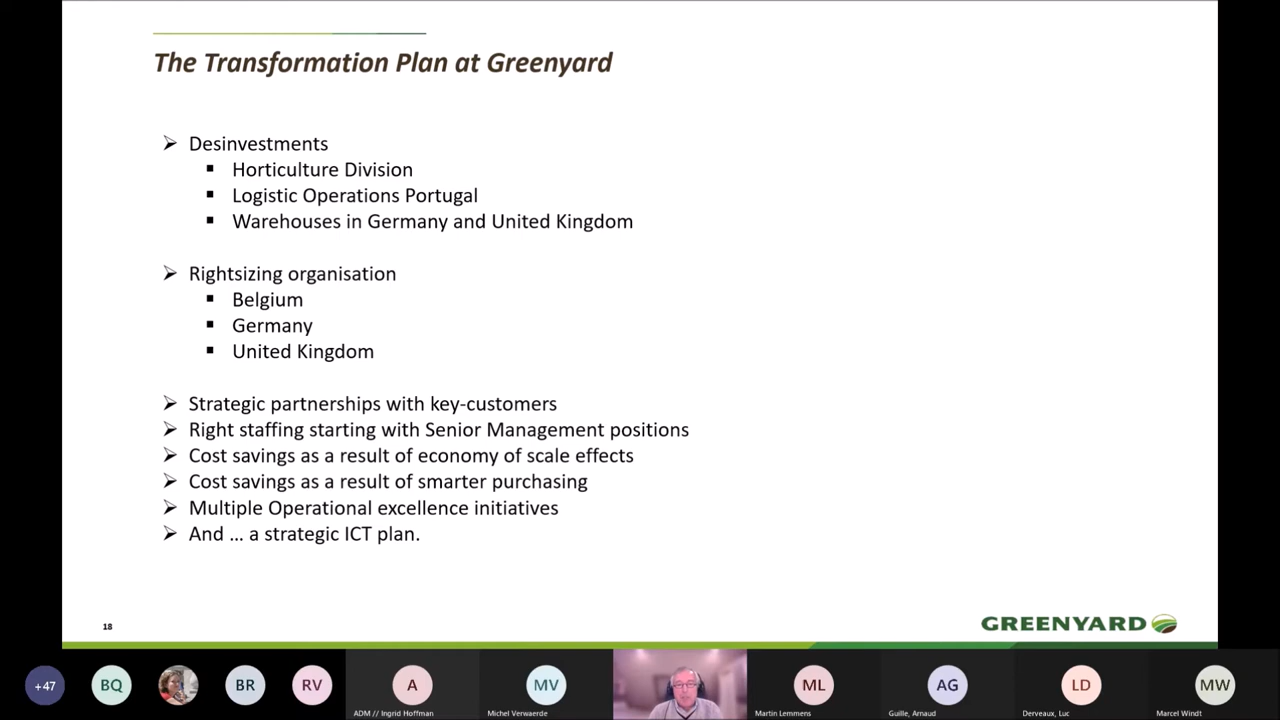 The Transformation Plan at Greenyard
Desinvestments
Horticulture Division
Logistic Operations Portugal
Warehouses in Germany and United Kingdom
Rightsizing organisation
Belgium
Germany
United Kingdom
Strategic partnerships with key-customers
Right staffing starting with Senior Management positions
Cost savings as a result of economy of scale effects
Cost savings as a result of smarter purchasing
Multiple Operational excellence initiatives
And … a strategic ICT plan.
18
GREENYARD
+47
BQ
BR
RV
A
MV
ML
AG
LD
MW
ADM // Ingrid Hoffman
Michel Verwaerde
Martin Lemmens
Guille, Arnaud
Derveaux, Luc
Marcel Windt